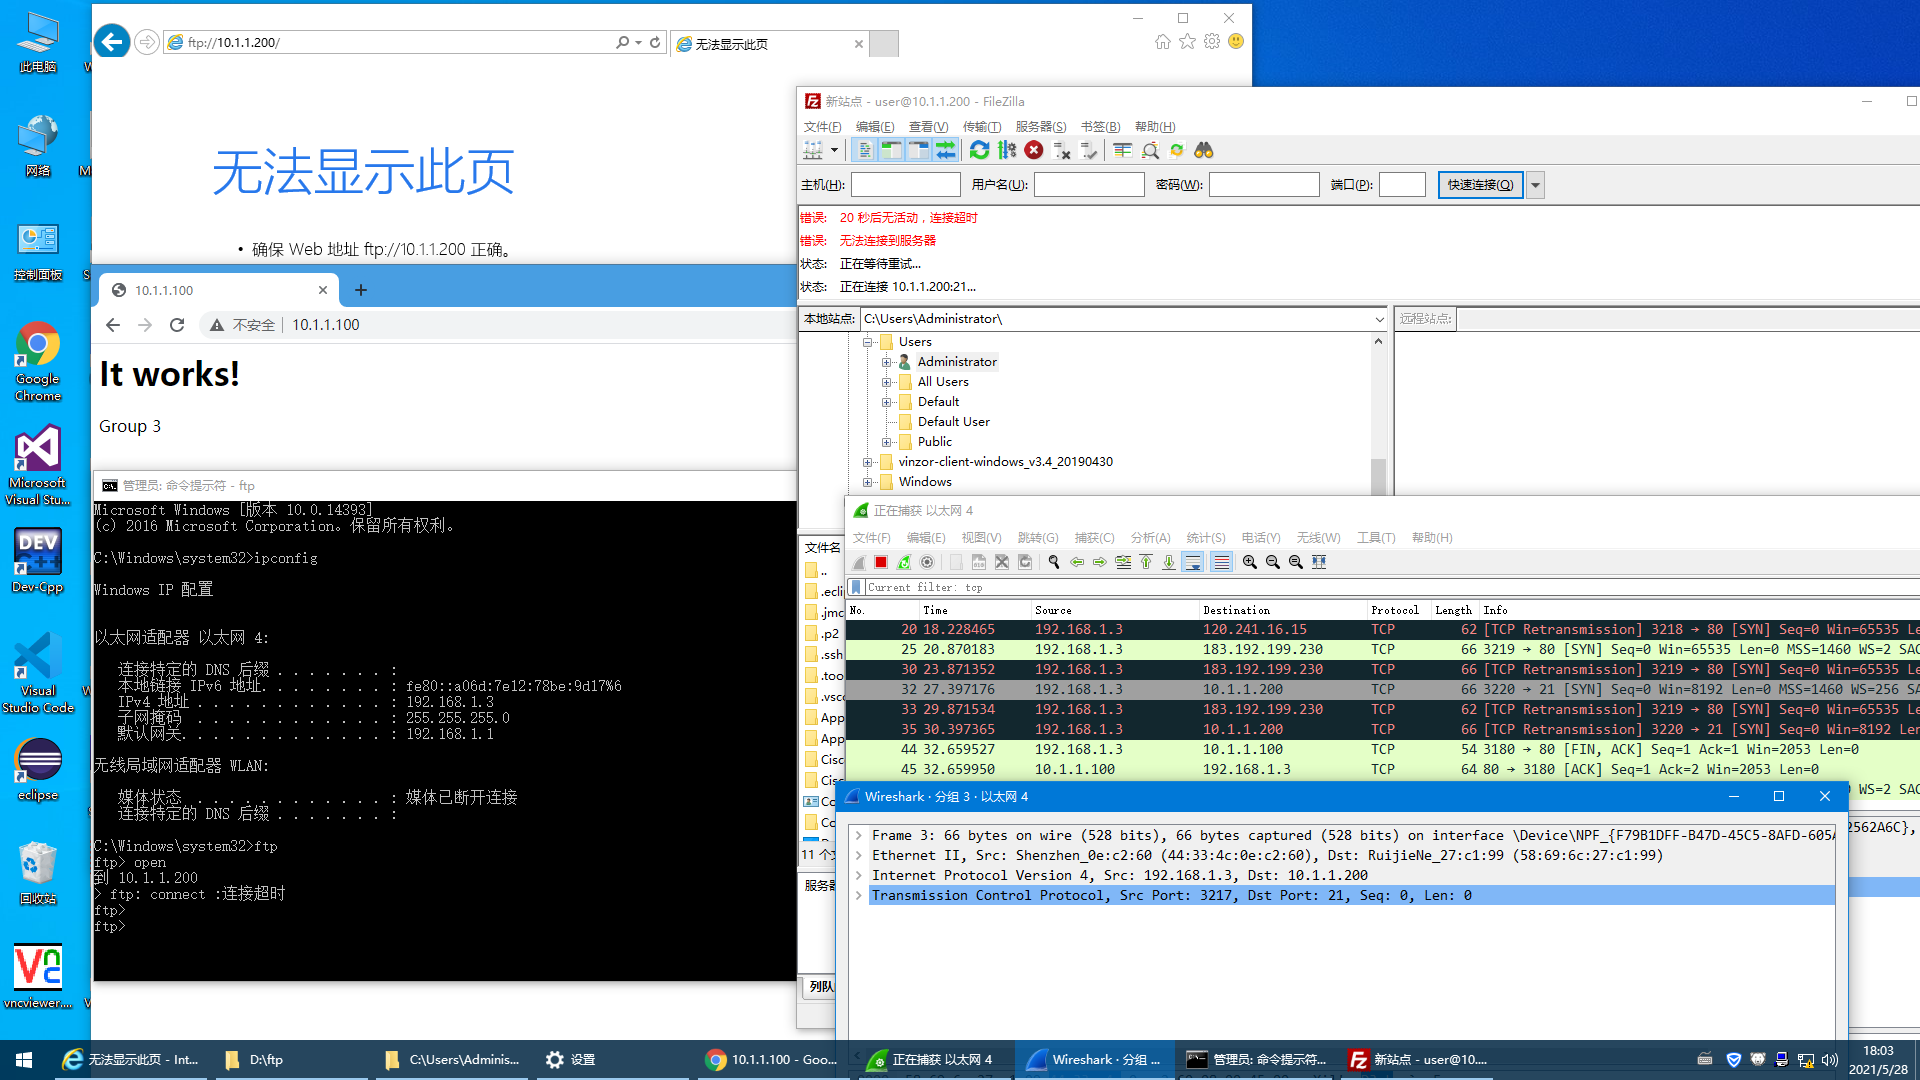 此电脑
网络
控制面板
Google
Chrome
Microsoft
Visual Stu...
Dev-Cpp
Visual
Studio Code
eclipse
回收站
vncviewer....
ftp://10.1.1.200/
无法显示此页
无法显示此页
• 确保 Web 地址 ftp://10.1.1.200 正确。
10.1.1.100
不安全 | 10.1.1.100
It works!
Group 3
管理员: 命令提示符 - ftp
Microsoft Windows [版本 10.0.14393]
(c) 2016 Microsoft Corporation。保留所有权利。
C:\Windows\system32>ipconfig
Windows IP 配置
以太网适配器 以太网 4:
连接特定的 DNS 后缀 . . . . . . . :
本地链接 IPv6 地址. . . . . . . . : fe80::a06d:7e12:78be:9d17%6
IPv4 地址 . . . . . . . . . . . . : 192.168.1.3
子网掩码 . . . . . . . . . . . . : 255.255.255.0
默认网关. . . . . . . . . . . . . : 192.168.1.1
无线局域网适配器 WLAN:
媒体状态 . . . . . . . . . . . . : 媒体已断开连接
连接特定的 DNS 后缀 . . . . . . . :
C:\Windows\system32>ftp
ftp> open
到 10.1.1.200
> ftp: connect :连接超时
ftp>
ftp>
新站点 - user@10.1.1.200 - FileZilla
文件(F) 编辑(E) 查看(V) 传输(T) 服务器(S) 书签(B) 帮助(H)
主机(H): 用户名(U): 密码(W): 端口(P): 快速连接(Q)
错误: 20 秒后无活动，连接超时
错误: 无法连接到服务器
状态: 正在等待重试...
状态: 正在连接 10.1.1.200:21...
本地站点: C:\Users\Administrator\
远程站点:
Users
Administrator
All Users
Default
Default User
Public
vinzor-client-windows_v3.4_20190430
Windows
文件名
..
.jmc
.p2
.ssh
App
App
Cisc
Cisc
Co
Co
服务器
正在捕获 以太网 4
文件(F) 编辑(E) 视图(V) 跳转(G) 捕获(C) 分析(A) 统计(S) 电话(Y) 无线(W) 工具(T) 帮助(H)
Current filter: tcp
No. Time Source Destination Protocol Length Info
20 18.228465 192.168.1.3 120.241.16.15 TCP 62 [TCP Retransmission] 3218 → 80 [SYN] Seq=0 Win=65535 Le
25 20.870183 192.168.1.3 183.192.199.230 TCP 66 3219 → 80 [SYN] Seq=0 Win=65535 Len=0 MSS=1460 WS=2 SAC
30 23.871352 192.168.1.3 183.192.199.230 TCP 66 [TCP Retransmission] 3219 → 80 [SYN] Seq=0 Win=65535 Le
32 27.397176 192.168.1.3 10.1.1.200 TCP 66 3220 → 21 [SYN] Seq=0 Win=8192 Len=0 MSS=1460 WS=256 SA
33 29.871534 192.168.1.3 183.192.199.230 TCP 62 [TCP Retransmission] 3219 → 80 [SYN] Seq=0 Win=65535 Le
35 30.397365 192.168.1.3 10.1.1.200 TCP 66 [TCP Retransmission] 3220 → 21 [SYN] Seq=0 Win=8192 Len
44 32.659527 192.168.1.3 10.1.1.100 TCP 54 3180 → 80 [FIN, ACK] Seq=1 Ack=1 Win=2053 Len=0
45 32.659950 10.1.1.100 192.168.1.3 TCP 64 80 → 3180 [ACK] Seq=1 Ack=2 Win=2053 Len=0
WS=2 SAC
2562A6C},
Wireshark · 分组 3 · 以太网 4
Frame 3: 66 bytes on wire (528 bits), 66 bytes captured (528 bits) on interface \Device\NPF_{F79B1DFF-B47D-45C5-8AFD-605A
Ethernet II, Src: Shenzhen_0e:c2:60 (44:33:4c:0e:c2:60), Dst: RuijieNe_27:c1:99 (58:69:6c:27:c1:99)
Internet Protocol Version 4, Src: 192.168.1.3, Dst: 10.1.1.200
Transmission Control Protocol, Src Port: 3217, Dst Port: 21, Seq: 0, Len: 0
无法显示此页 - Int...
D:\ftp
C:\Users\Adminis...
设置
10.1.1.100 - Goo...
正在捕获 以太网 4
Wireshark · 分组 ...
管理员: 命令提示符...
新站点 - user@10....
18:03
2021/5/28